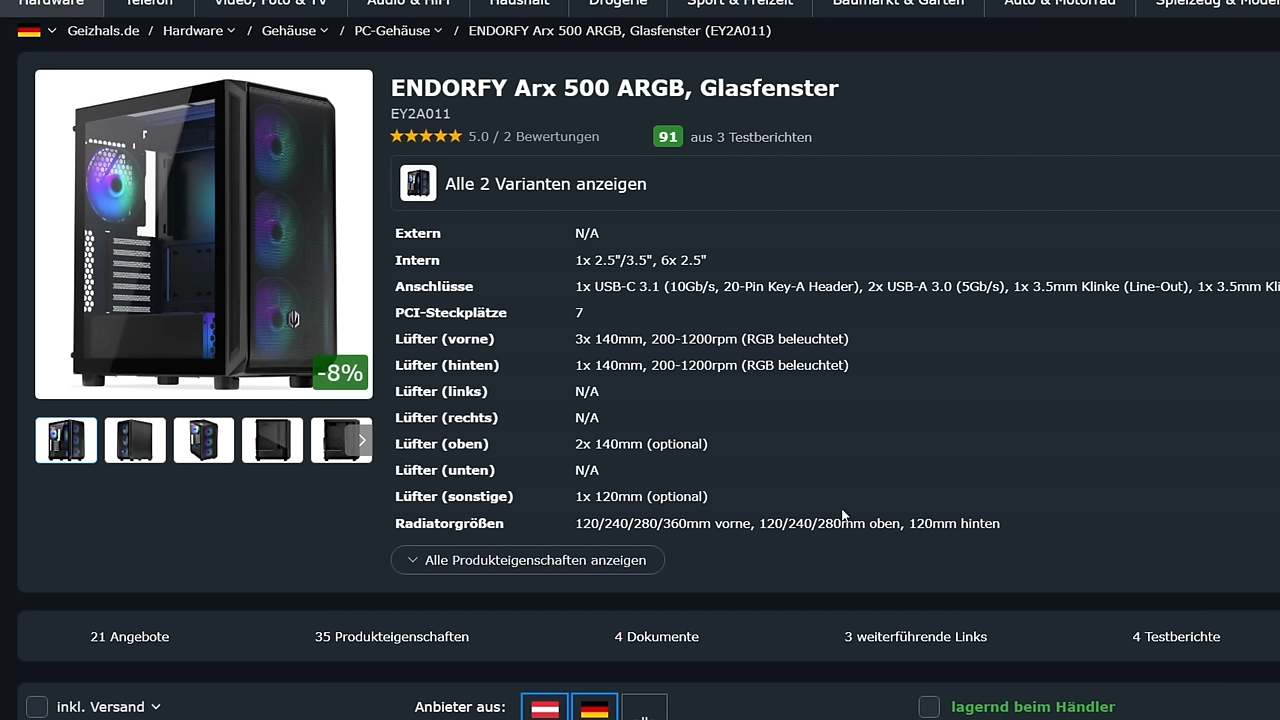 Hardware Telefon Video, Foto & TV Audio & HIFI Haushalt Drogerie Sport & Freizeit Baumarkt & Garten Auto & Motorrad Spielzeug &
Geizhals.de / Hardware / Gehäuse / PC-Gehäuse / ENDORFY Arx 500 ARGB, Glasfenster (EY2A011)
ENDORFY Arx 500 ARGB, Glasfenster
EY2A011
5.0 / 2 Bewertungen 91 aus 3 Testberichten
Alle 2 Varianten anzeigen
Extern N/A
Intern 1x 2.5"/3.5", 6x 2.5"
Anschlüsse 1x USB-C 3.1 (10Gb/s, 20-Pin Key-A Header), 2x USB-A 3.0 (5Gb/s), 1x 3.5mm Klinke (Line-Out), 1x 3.5mm
PCI-Steckplätze 7
Lüfter (vorne) 3x 140mm, 200-1200rpm (RGB beleuchtet)
-8%
Lüfter (hinten) 1x 140mm, 200-1200rpm (RGB beleuchtet)
Lüfter (links) N/A
Lüfter (rechts) N/A
Lüfter (oben) 2x 140mm (optional)
Lüfter (unten) N/A
Lüfter (sonstige) 1x 120mm (optional)
Radiatorgrößen 120/240/280/360mm vorne, 120/240/280mm oben, 120mm hinten
Alle Produkteigenschaften anzeigen
21 Angebote 35 Produkteigenschaften 4 Dokumente 3 weiterführende Links 4 Testberichte
inkl. Versand Anbieter aus: lagernd beim Händler